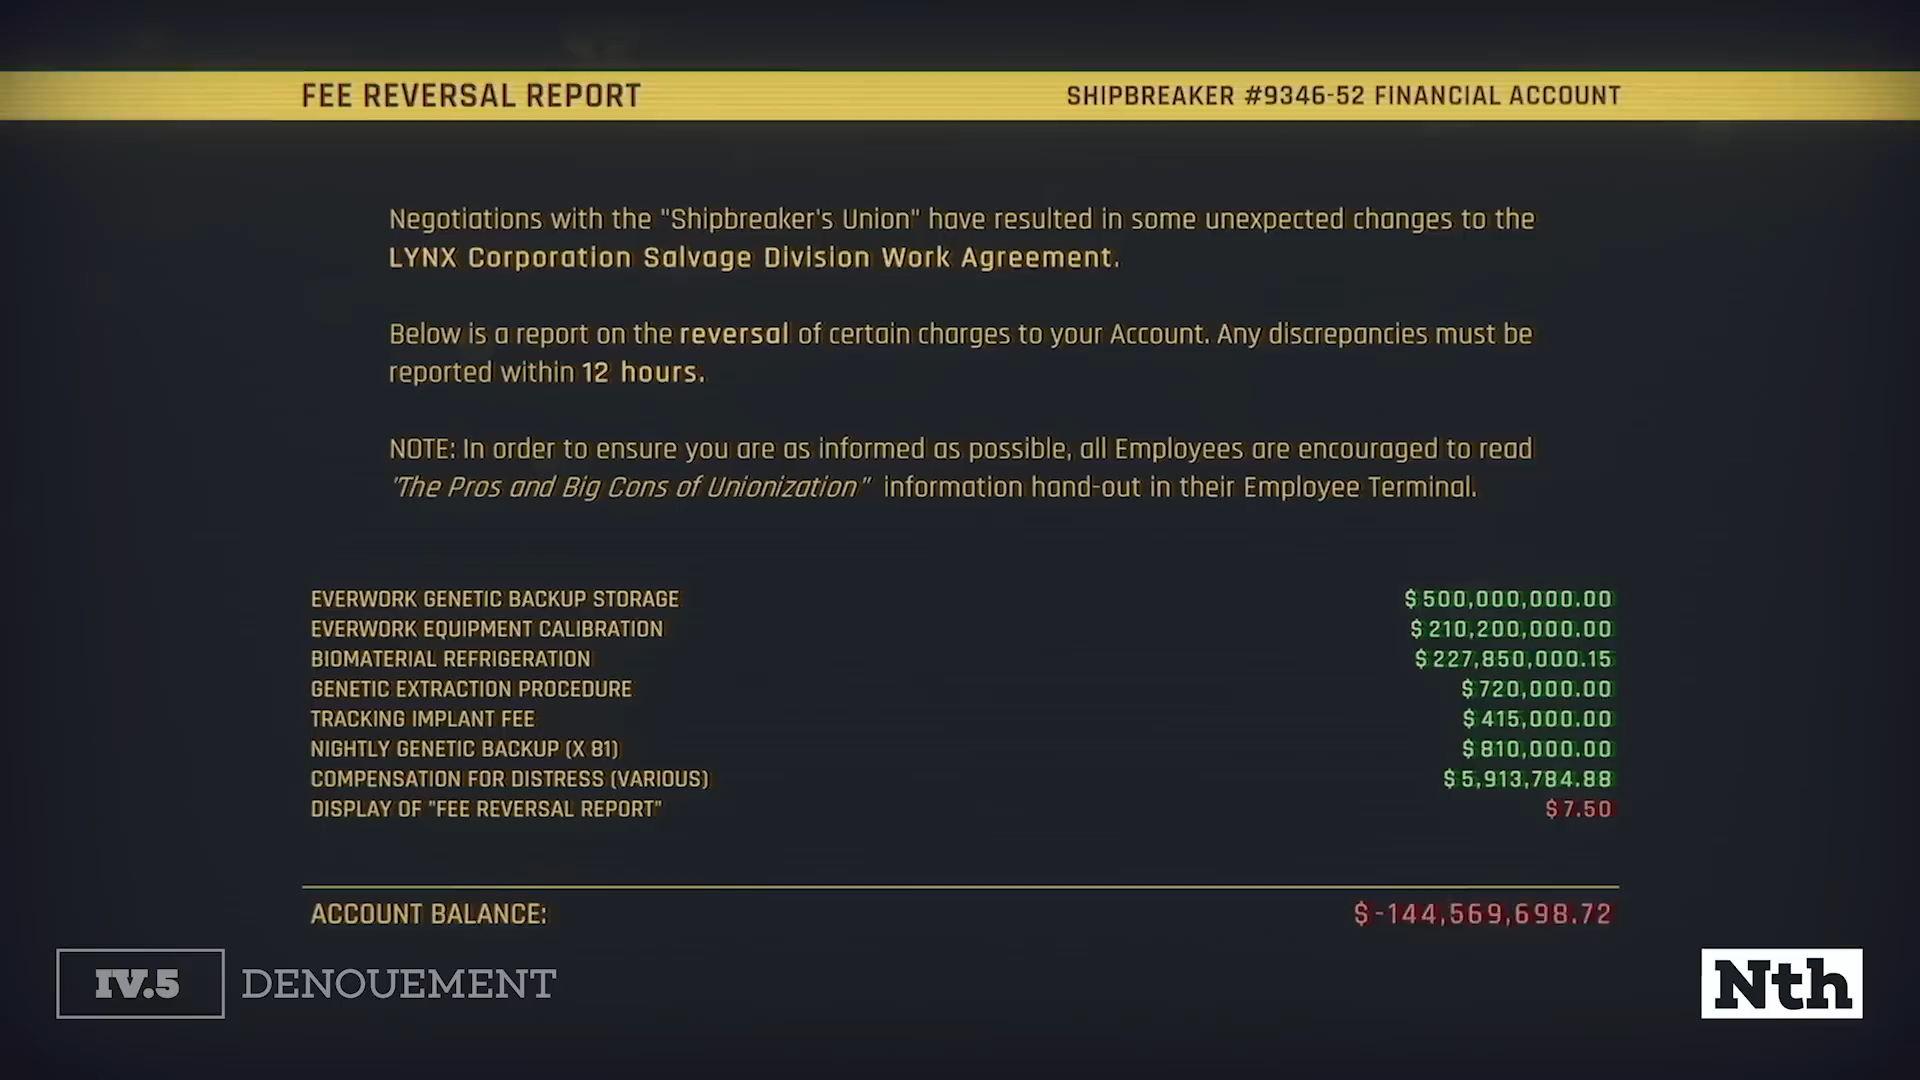 FEE REVERSAL REPORT
SHIPBREAKER #9346-52 FINANCIAL ACCOUNT
Negotiations with the "Shipbreaker's Union" have resulted in some unexpected changes to the
LYNX Corporation Salvage Division Work Agreement.
Below is a report on the reversal of certain charges to your Account. Any discrepancies must be
reported within 12 hours.
NOTE: In order to ensure you are as informed as possible, all Employees are encouraged to read
"The Pros and Big Cons of Unionization" information hand-out in their Employee Terminal.
EVERWORK GENETIC BACKUP STORAGE $500,000,000.00
EVERWORK EQUIPMENT CALIBRATION $210,200,000.00
BIOMATERIAL REFRIGERATION $227,850,000.15
GENETIC EXTRACTION PROCEDURE $720,000.00
TRACKING IMPLANT FEE $415,000.00
NIGHTLY GENETIC BACKUP (X 81) $810,000.00
COMPENSATION FOR DISTRESS (VARIOUS) $5,913,784.88
DISPLAY OF "FEE REVERSAL REPORT" $7.50
ACCOUNT BALANCE: $-144,569,698.72
IV.5 DENOUEMENT
Nth